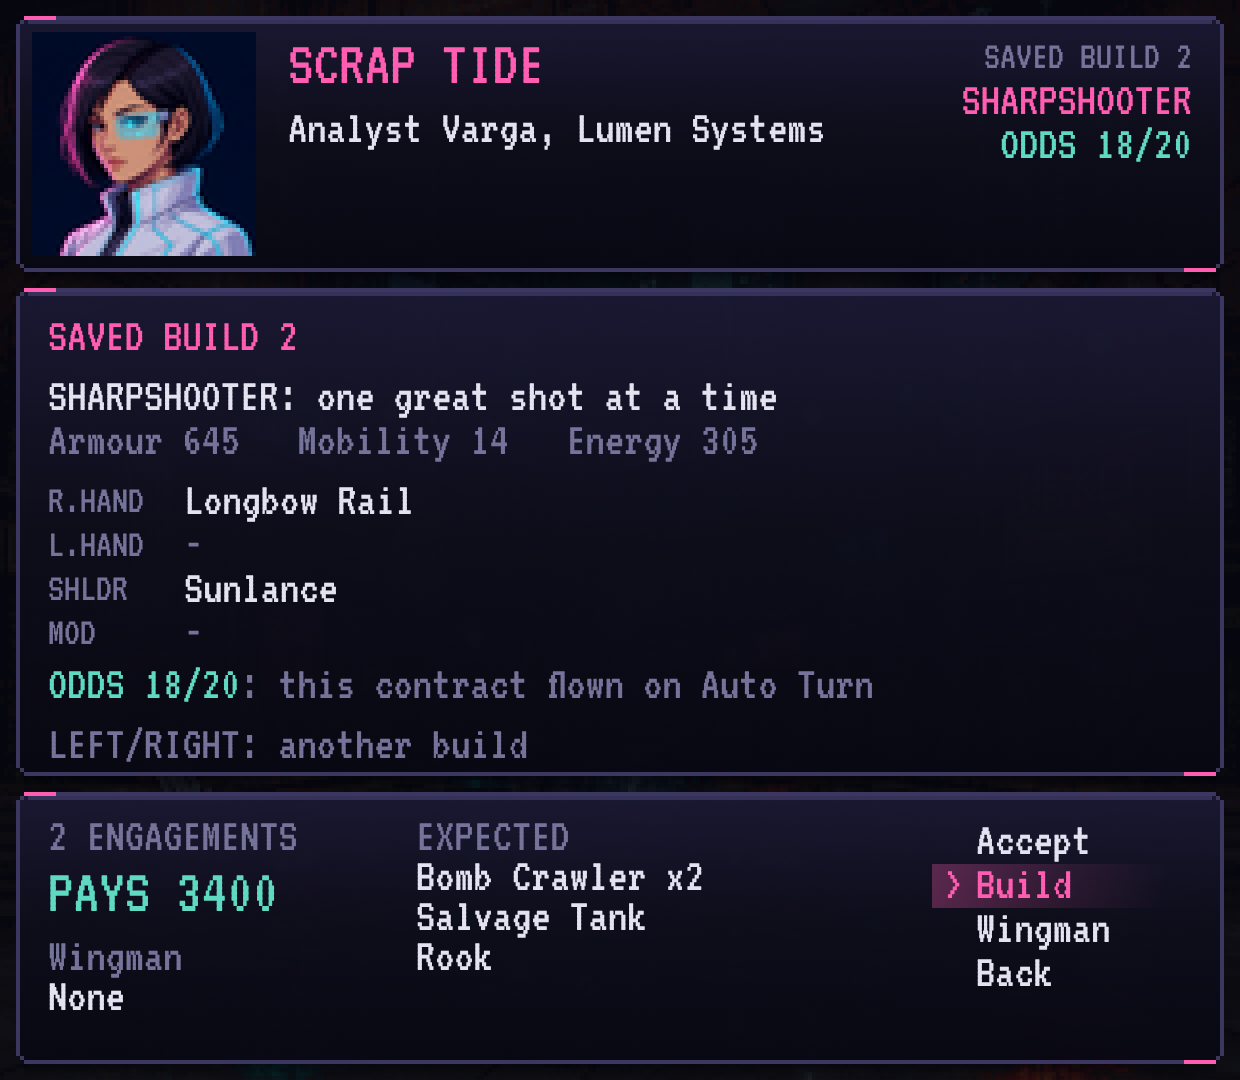 SCRAP TIDE
Analyst Varga, Lumen Systems
SAVED BUILD 2
SHARPSHOOTER
ODDS 18/20
SAVED BUILD 2
SHARPSHOOTER: one great shot at a time
Armour 645 Mobility 14 Energy 305
R.HAND Longbow Rail
L.HAND -
SHLDR Sunlance
MOD -
ODDS 18/20: this contract flown on Auto Turn
LEFT/RIGHT: another build
2 ENGAGEMENTS
PAYS 3400
Wingman
None
EXPECTED
Bomb Crawler x2
Salvage Tank
Rook
Accept
> Build
Wingman
Back